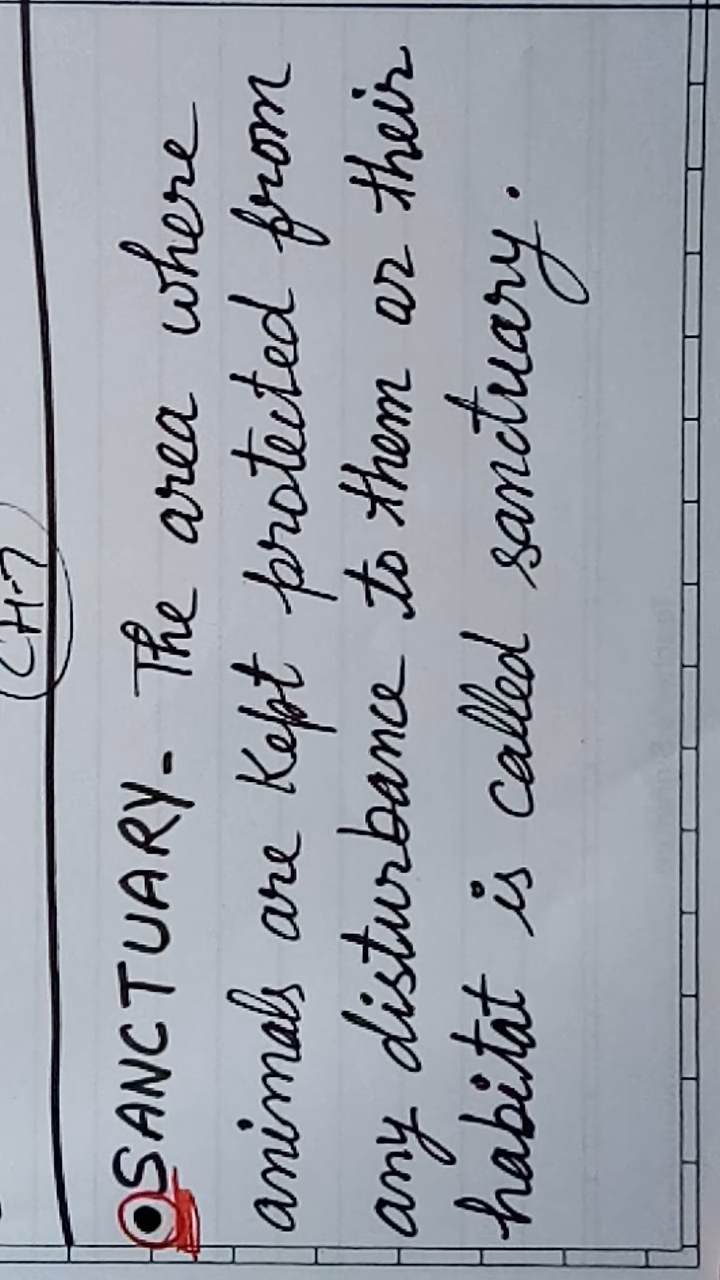 CH-7
SANCTUARY- The area where
animals are Kept protected from
any disturbance to them or their
habitat is called sanctuary.